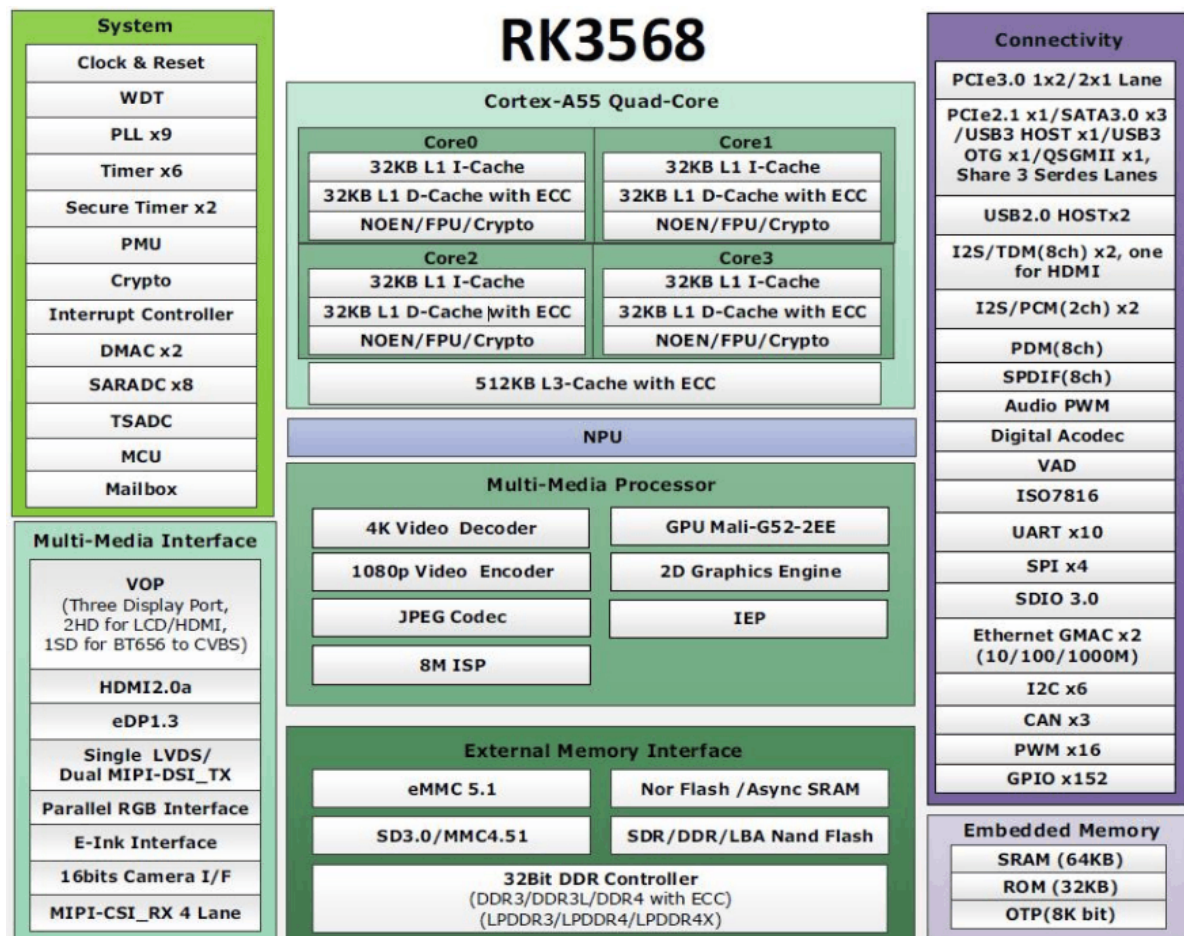 RK3568
System
Clock & Reset
WDT
PLL x9
Timer x6
Secure Timer x2
PMU
Crypto
Interrupt Controller
DMAC x2
SARADC x8
TSADC
MCU
Mailbox
Multi-Media Interface
VOP
(Three Display Port,
2HD for LCD/HDMI,
1SD for BT656 to CVBS)
HDMI2.0a
eDP1.3
Single LVDS/
Dual MIPI-DSI_TX
Parallel RGB Interface
E-Ink Interface
16bits Camera I/F
MIPI-CSI_RX 4 Lane
Cortex-A55 Quad-Core
Core0
32KB L1 I-Cache
32KB L1 D-Cache with ECC
NOEN/FPU/Crypto
Core1
32KB L1 I-Cache
32KB L1 D-Cache with ECC
NOEN/FPU/Crypto
Core2
32KB L1 I-Cache
32KB L1 D-Cache with ECC
NOEN/FPU/Crypto
Core3
32KB L1 I-Cache
32KB L1 D-Cache with ECC
NOEN/FPU/Crypto
512KB L3-Cache with ECC
NPU
Multi-Media Processor
4K Video Decoder
1080p Video Encoder
JPEG Codec
8M ISP
GPU Mali-G52-2EE
2D Graphics Engine
IEP
External Memory Interface
eMMC 5.1
Nor Flash /Async SRAM
SD3.0/MMC4.51
SDR/DDR/LBA Nand Flash
32Bit DDR Controller
(DDR3/DDR3L/DDR4 with ECC)
(LPDDR3/LPDDR4/LPDDR4X)
Connectivity
PCIe3.0 1x2/2x1 Lane
PCIe2.1 x1/SATA3.0 x3
/USB3 HOST x1/USB3
OTG x1/QSGMII x1,
Share 3 Serdes Lanes
USB2.0 HOSTx2
I2S/TDM(8ch) x2, one
for HDMI
I2S/PCM(2ch) x2
PDM(8ch)
SPDIF(8ch)
Audio PWM
Digital Acodec
VAD
ISO7816
UART x10
SPI x4
SDIO 3.0
Ethernet GMAC x2
(10/100/1000M)
I2C x6
CAN x3
PWM x16
GPIO x152
Embedded Memory
SRAM (64KB)
ROM (32KB)
OTP(8K bit)